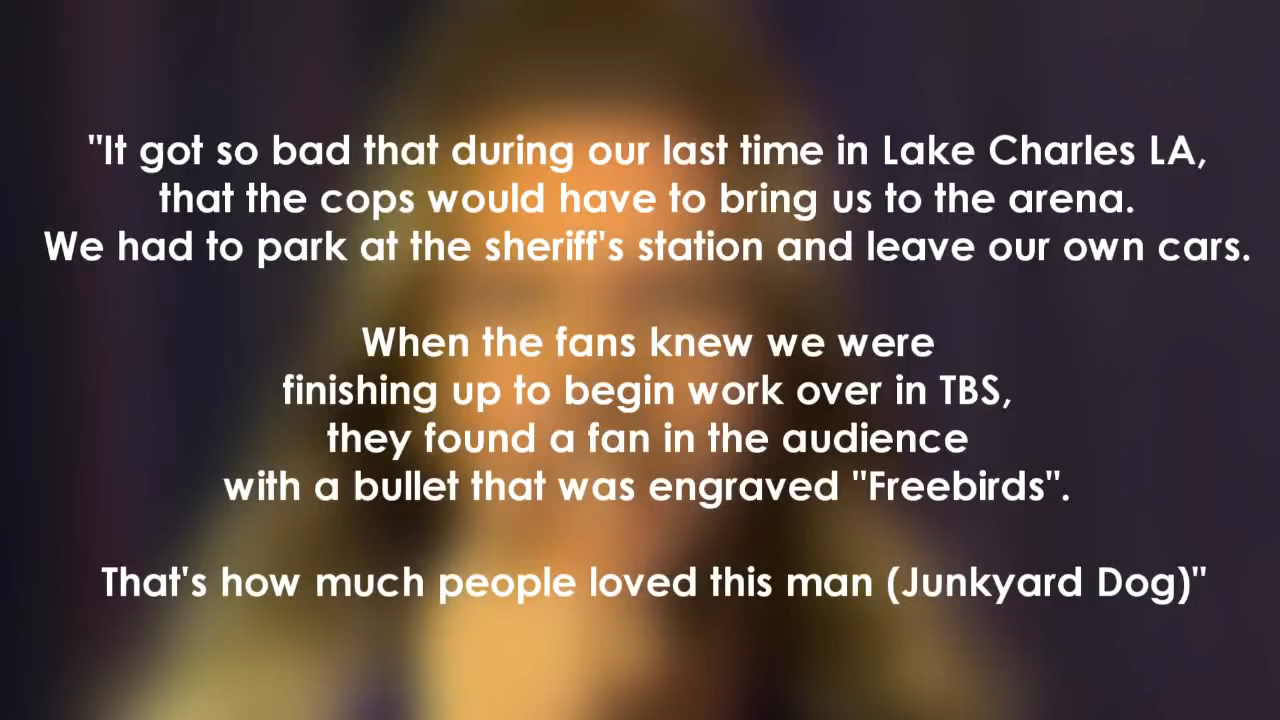 "It got so bad that during our last time in Lake Charles LA,
that the cops would have to bring us to the arena.
We had to park at the sheriff's station and leave our own cars.
When the fans knew we were
finishing up to begin work over in TBS,
they found a fan in the audience
with a bullet that was engraved "Freebirds".
That's how much people loved this man (Junkyard Dog)"